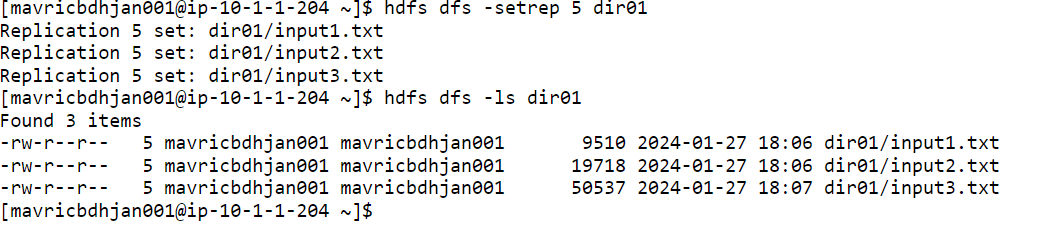 [mavricbdhjan001@ip-10-1-1-204 ~]$ hdfs dfs -setrep 5 dir01
Replication 5 set: dir01/input1.txt
Replication 5 set: dir01/input2.txt
Replication 5 set: dir01/input3.txt
[mavricbdhjan001@ip-10-1-1-204 ~]$ hdfs dfs -ls dir01
Found 3 items
-rw-r--r--   5 mavricbdhjan001 mavricbdhjan001       9510 2024-01-27 18:06 dir01/input1.txt
-rw-r--r--   5 mavricbdhjan001 mavricbdhjan001      19718 2024-01-27 18:06 dir01/input2.txt
-rw-r--r--   5 mavricbdhjan001 mavricbdhjan001      50537 2024-01-27 18:07 dir01/input3.txt
[mavricbdhjan001@ip-10-1-1-204 ~]$